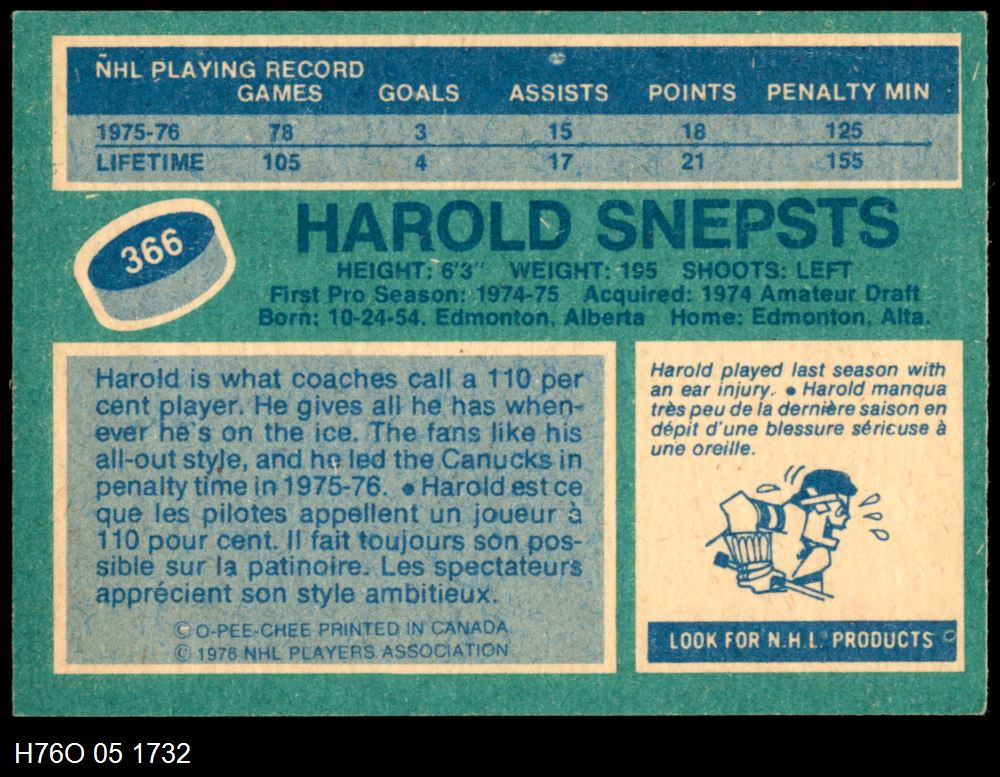 NHL PLAYING RECORD
GAMES GOALS ASSISTS POINTS PENALTY MIN
1975-76 78 3 15 18 125
LIFETIME 105 4 17 21 155
366
HAROLD SNEPSTS
HEIGHT: 6'3" WEIGHT: 195 SHOOTS: LEFT
First Pro Season: 1974-75 Acquired: 1974 Amateur Draft
Born: 10-24-54, Edmonton, Alberta Home: Edmonton, Alta.
Harold is what coaches call a 110 per
cent player. He gives all he has when-
ever he's on the ice. The fans like his
all-out style, and he led the Canucks in
penalty time in 1975-76. ● Harold est ce
que les pilotes appellent un joueur à
110 pour cent. Il fait toujours son pos-
sible sur la patinoire. Les spectateurs
apprécient son style ambitieux.
© O-PEE-CHEE PRINTED IN CANADA
© 1976 NHL PLAYERS ASSOCIATION
Harold played last season with
an ear injury. ● Harold manqua
très peu de la dernière saison en
dépit d'une blessure séricuse à
une oreille.
LOOK FOR N.H.L. PRODUCTS
H76O 05 1732